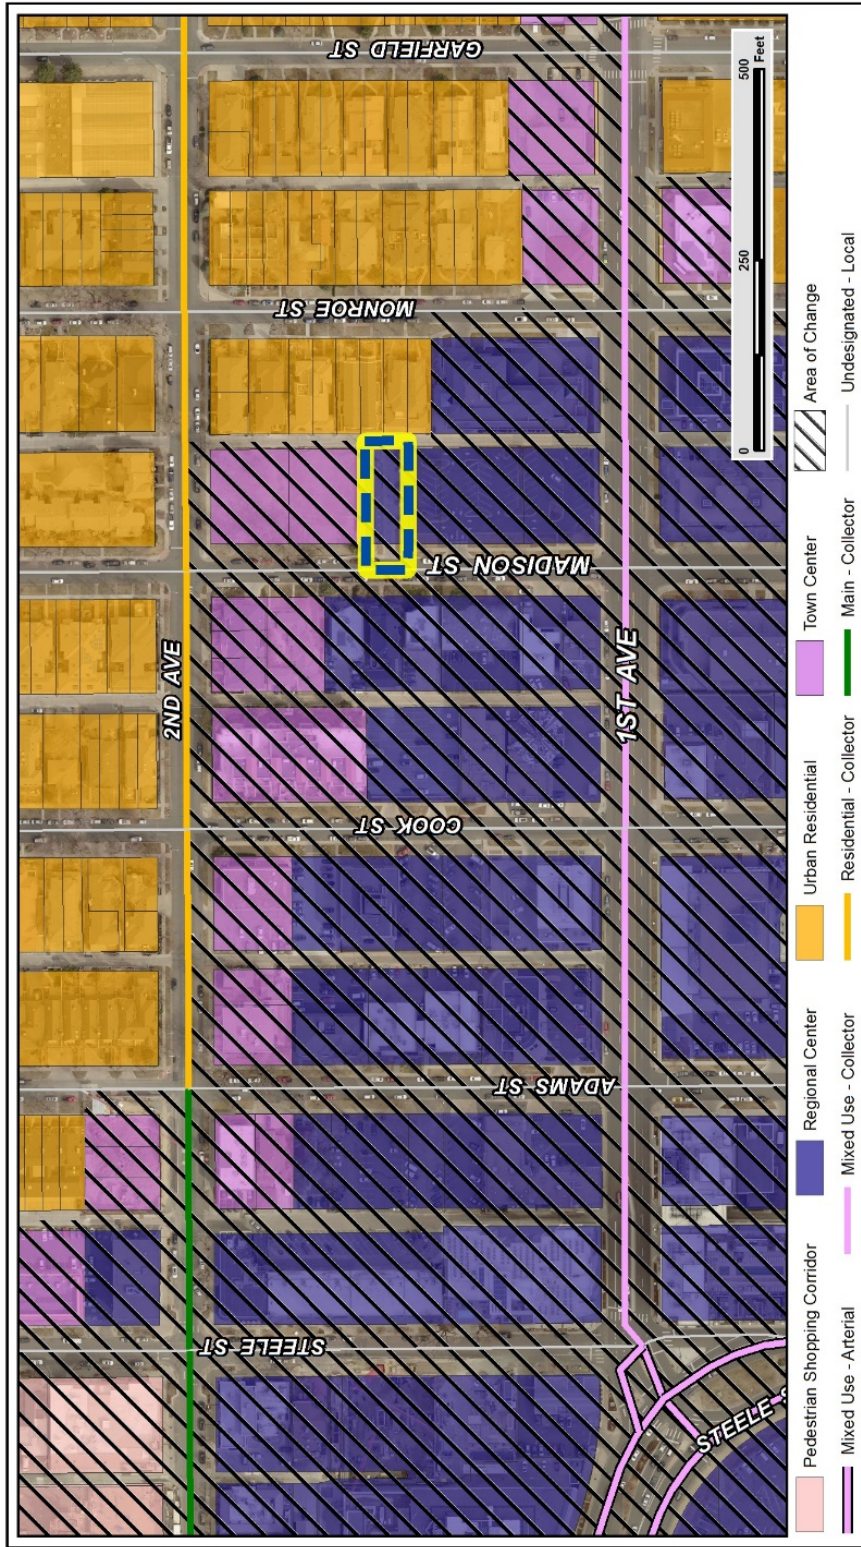 GARFIELD ST
MONROE ST
MADISON ST
2ND AVE
1ST AVE
COOK ST
ADAMS ST
STEELE ST
STEELE S
0
250
500
Feet
Pedestrian Shopping Corridor
Regional Center
Urban Residential
Town Center
Area of Change
Mixed Use - Arterial
Mixed Use - Collector
Residential - Collector
Main - Collector
Undesignated - Local